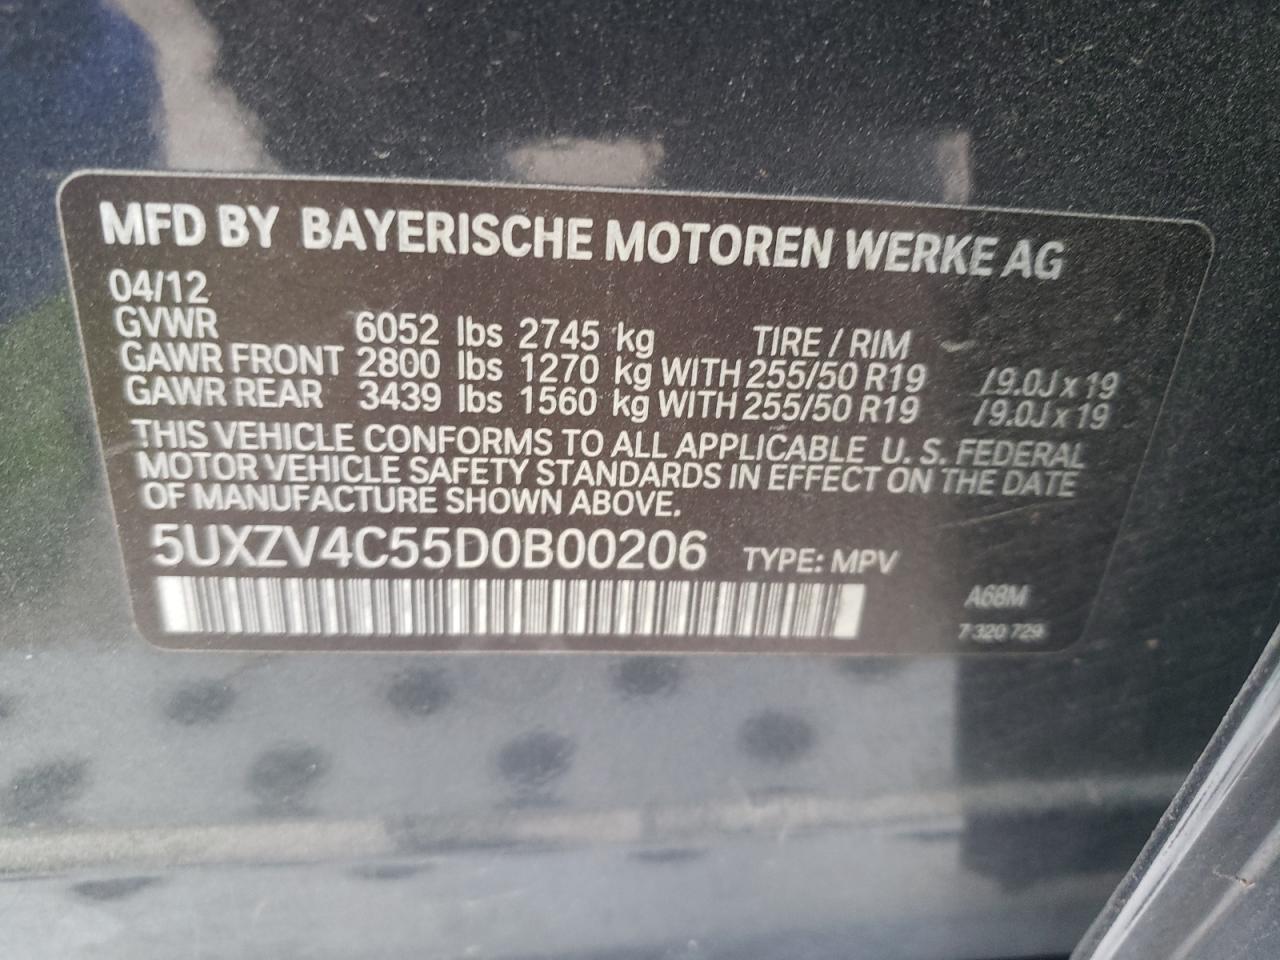 MFD BY BAYERISCHE MOTOREN WERKE AG
04/12
GVWR 6052 lbs 2745 kg TIRE / RIM
GAWR FRONT 2800 lbs 1270 kg WITH 255/50 R19 /9.0J x 19
GAWR REAR 3439 lbs 1560 kg WITH 255/50 R19 /9.0J x 19
THIS VEHICLE CONFORMS TO ALL APPLICABLE U. S. FEDERAL
MOTOR VEHICLE SAFETY STANDARDS IN EFFECT ON THE DATE
OF MANUFACTURE SHOWN ABOVE.
5UXZV4C55D0B00206 TYPE: MPV
A68M
7 320 729